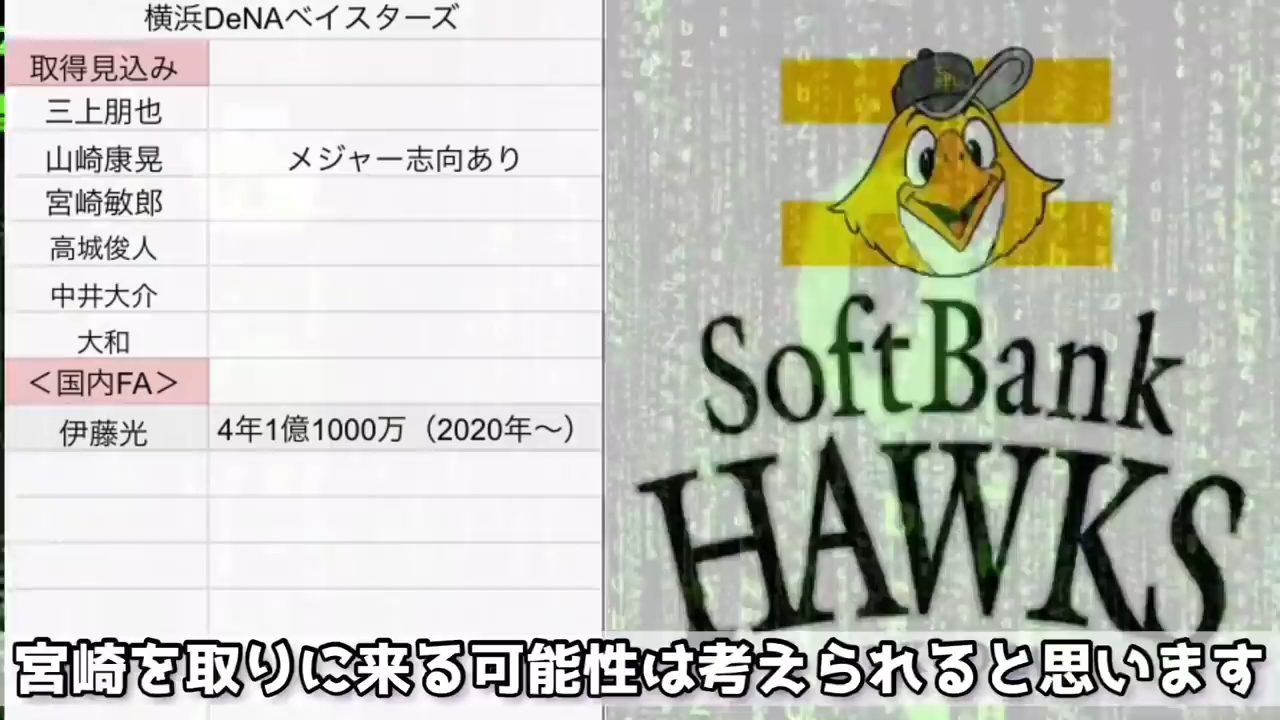 横浜DeNAベイスターズ
取得見込み
三上朋也
山崎康晃 メジャー志向あり
宮崎敏郎
高城俊人
中井大介
大和
＜国内FA＞
伊藤光 4年1億1000万（2020年～）
SoftBank
HAWKS
宮崎を取りに来る可能性は考えられると思います